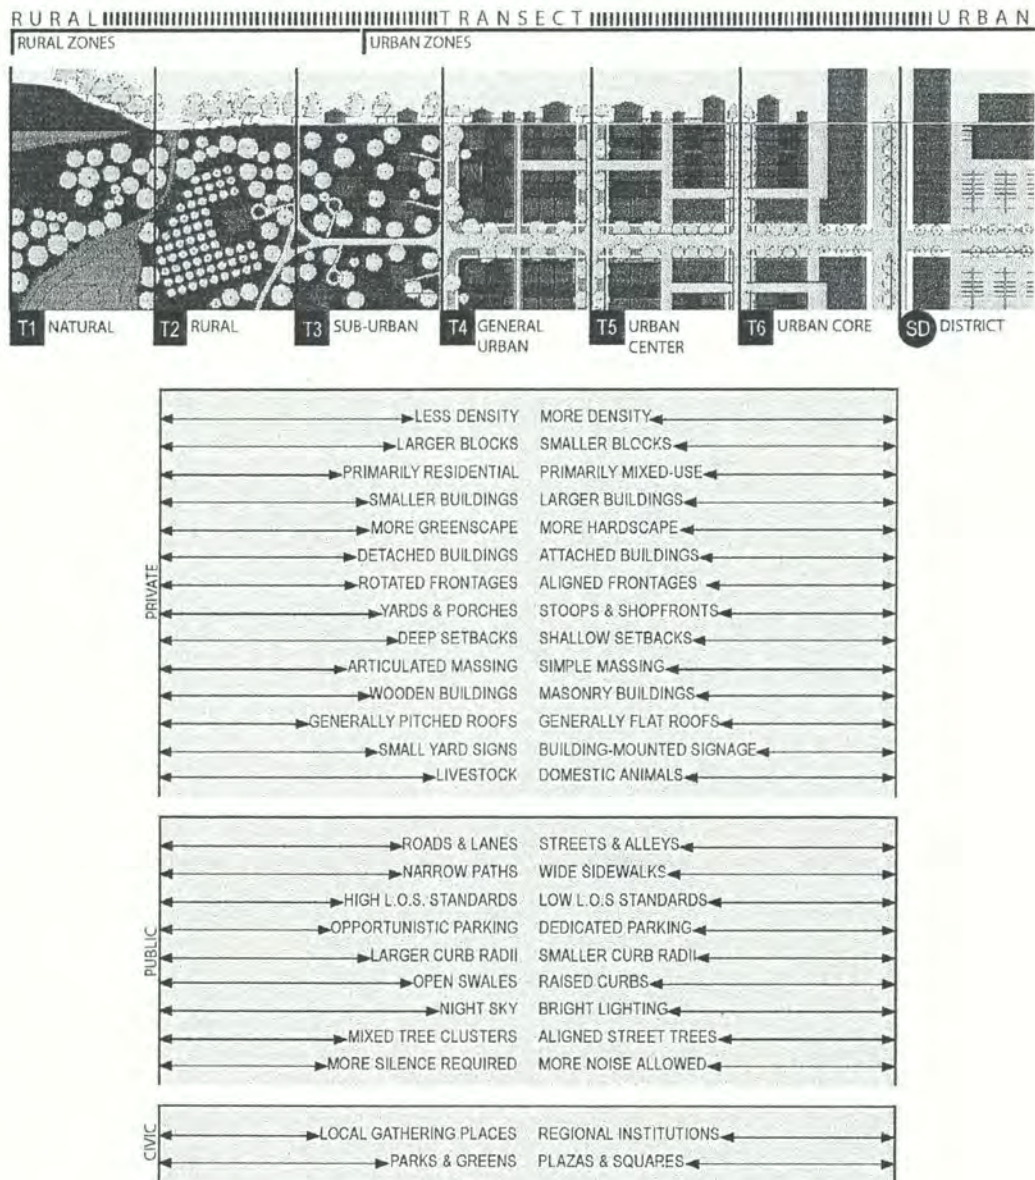 RURAL TRANSECT URBAN
RURAL ZONES URBAN ZONES
T1 NATURAL T2 RURAL T3 SUB-URBAN T4 GENERAL URBAN T5 URBAN CENTER T6 URBAN CORE SD DISTRICT
PRIVATE
LESS DENSITY MORE DENSITY
LARGER BLOCKS SMALLER BLOCKS
PRIMARILY RESIDENTIAL PRIMARILY MIXED-USE
SMALLER BUILDINGS LARGER BUILDINGS
MORE GREENSCAPE MORE HARDSCAPE
DETACHED BUILDINGS ATTACHED BUILDINGS
ROTATED FRONTAGES ALIGNED FRONTAGES
YARDS & PORCHES STOOPS & SHOPFRONTS
DEEP SETBACKS SHALLOW SETBACKS
ARTICULATED MASSING SIMPLE MASSING
WOODEN BUILDINGS MASONRY BUILDINGS
GENERALLY PITCHED ROOFS GENERALLY FLAT ROOFS
SMALL YARD SIGNS BUILDING-MOUNTED SIGNAGE
LIVESTOCK DOMESTIC ANIMALS
PUBLIC
ROADS & LANES STREETS & ALLEYS
NARROW PATHS WIDE SIDEWALKS
HIGH L.O.S. STANDARDS LOW L.O.S STANDARDS
OPPORTUNISTIC PARKING DEDICATED PARKING
LARGER CURB RADII SMALLER CURB RADII
OPEN SWALES RAISED CURBS
NIGHT SKY BRIGHT LIGHTING
MIXED TREE CLUSTERS ALIGNED STREET TREES
MORE SILENCE REQUIRED MORE NOISE ALLOWED
CIVIC
LOCAL GATHERING PLACES REGIONAL INSTITUTIONS
PARKS & GREENS PLAZAS & SQUARES